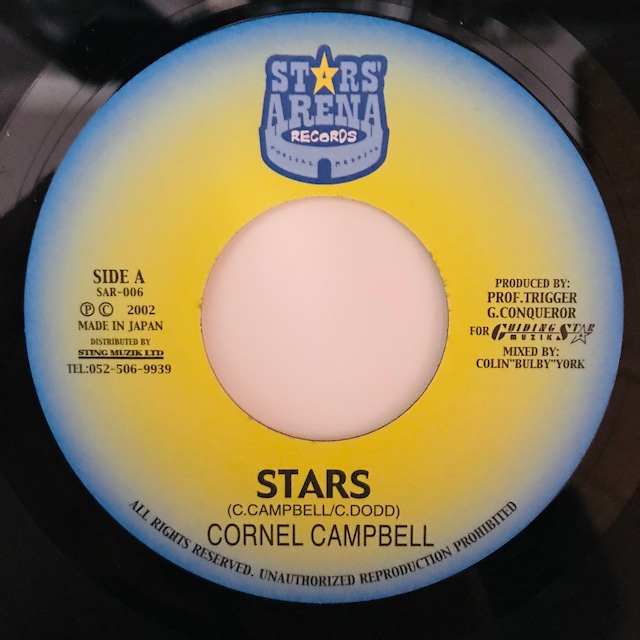 STARS
ARENA
RECORDS
SIDE A
SAR-006
Ⓟ © 2002
MADE IN JAPAN
DISTRIBUTED BY
STING MUZIK LTD
TEL:052-506-9939
PRODUCED BY:
PROF.TRIGGER
G.CONQUEROR
FOR GUIDING STAR
MUZIK
MIXED BY:
COLIN"BULBY"YORK
STARS
(C.CAMPBELL/C.DODD)
CORNEL CAMPBELL
ALL RIGHTS RESERVED. UNAUTHORIZED REPRODUCTION PROHIBITED